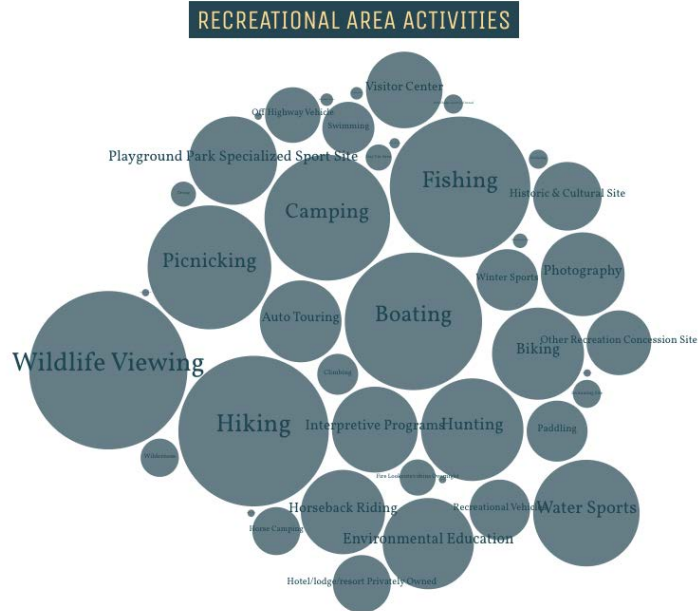 RECREATIONAL AREA ACTIVITIES
Visitor Center
Off Highway Vehicle
Swimming
Playground Park Specialized Sport Site
Fishing
Historic & Cultural Site
Camping
Picnicking
Winter Sports
Photography
Auto Touring
Boating
Other Recreation Concession Site
Biking
Wildlife Viewing
Climbing
Hiking
Interpretive Programs
Hunting
Paddling
Wilderness
Horseback Riding
Recreational Vehicle
Water Sports
Horse Camping
Environmental Education
Hotel/lodge/resort Privately Owned